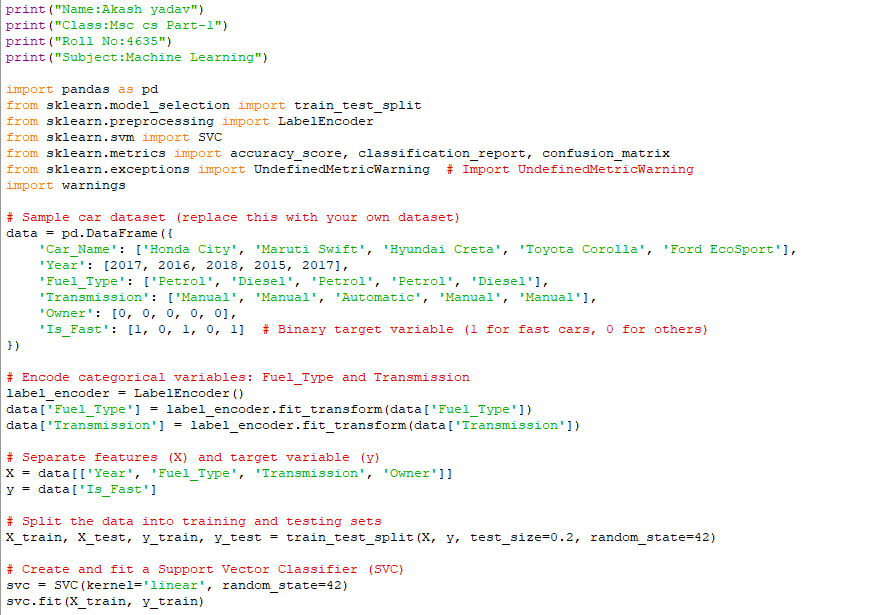 print("Name:Akash yadav")
print("Class:Msc cs Part-1")
print("Roll No:4635")
print("Subject:Machine Learning")

import pandas as pd
from sklearn.model_selection import train_test_split
from sklearn.preprocessing import LabelEncoder
from sklearn.svm import SVC
from sklearn.metrics import accuracy_score, classification_report, confusion_matrix
from sklearn.exceptions import UndefinedMetricWarning  # Import UndefinedMetricWarning
import warnings

# Sample car dataset (replace this with your own dataset)
data = pd.DataFrame({
    'Car_Name': ['Honda City', 'Maruti Swift', 'Hyundai Creta', 'Toyota Corolla', 'Ford EcoSport'],
    'Year': [2017, 2016, 2018, 2015, 2017],
    'Fuel_Type': ['Petrol', 'Diesel', 'Petrol', 'Petrol', 'Diesel'],
    'Transmission': ['Manual', 'Manual', 'Automatic', 'Manual', 'Manual'],
    'Owner': [0, 0, 0, 0, 0],
    'Is_Fast': [1, 0, 1, 0, 1]  # Binary target variable (1 for fast cars, 0 for others)
})

# Encode categorical variables: Fuel_Type and Transmission
label_encoder = LabelEncoder()
data['Fuel_Type'] = label_encoder.fit_transform(data['Fuel_Type'])
data['Transmission'] = label_encoder.fit_transform(data['Transmission'])

# Separate features (X) and target variable (y)
X = data[['Year', 'Fuel_Type', 'Transmission', 'Owner']]
y = data['Is_Fast']

# Split the data into training and testing sets
X_train, X_test, y_train, y_test = train_test_split(X, y, test_size=0.2, random_state=42)

# Create and fit a Support Vector Classifier (SVC)
svc = SVC(kernel='linear', random_state=42)
svc.fit(X_train, y_train)